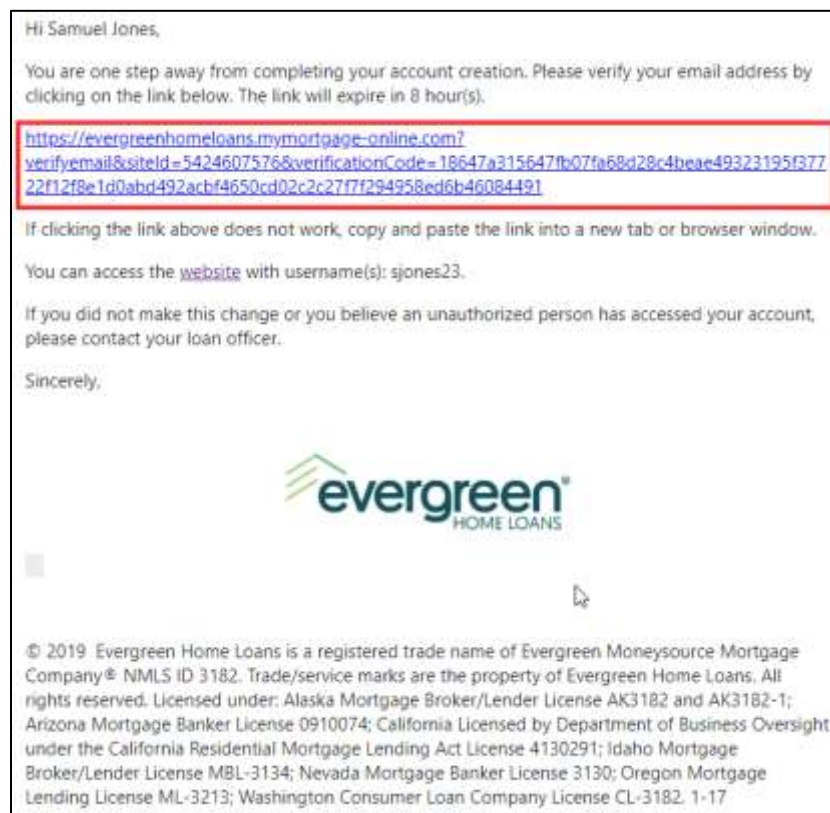 Hi Samuel Jones,
You are one step away from completing your account creation. Please verify your email address by
clicking on the link below. The link will expire in 8 hour(s).
https://evergreenhomeloans.mymortgage-online.com?
verifyemail&siteId=5424607576&verificationCode=18647a315647fb07fa68d28c4beae49323195f377
22f12f8e1d0abd492acbf4650cd02c2c27f7f294958ed6b46084491
If clicking the link above does not work, copy and paste the link into a new tab or browser window.
You can access the website with username(s): sjones23.
If you did not make this change or you believe an unauthorized person has accessed your account,
please contact your loan officer.
Sincerely,
evergreen®
HOME LOANS
© 2019 Evergreen Home Loans is a registered trade name of Evergreen Moneysource Mortgage
Company® NMLS ID 3182. Trade/service marks are the property of Evergreen Home Loans. All
rights reserved. Licensed under: Alaska Mortgage Broker/Lender License AK3182 and AK3182-1;
Arizona Mortgage Banker License 0910074; California Licensed by Department of Business Oversight
under the California Residential Mortgage Lending Act License 4130291; Idaho Mortgage
Broker/Lender License MBL-3134; Nevada Mortgage Banker License 3130; Oregon Mortgage
Lending License ML-3213; Washington Consumer Loan Company License CL-3182. 1-17